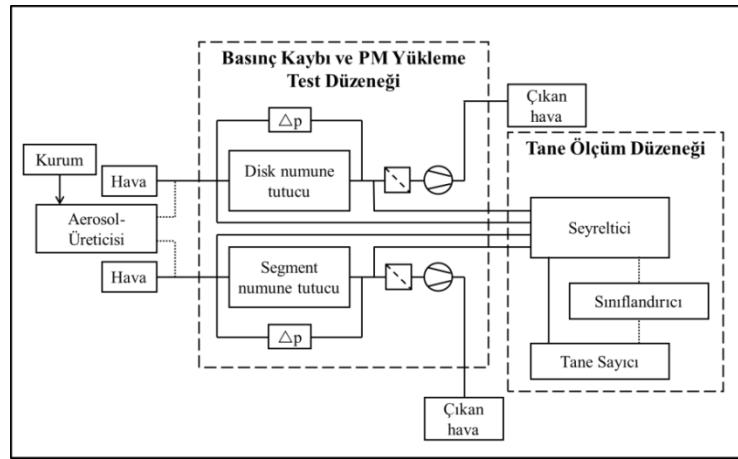 Basınç Kaybı ve PM Yükleme
Test Düzeneği
Çıkan
hava
△p
Tane Ölçüm Düzeneği
Kurum
Hava
Disk numune
tutucu
Aerosol-
Üreticisi
Seyreltici
Hava
Segment
numune tutucu
Sınıflandırıcı
△p
Tane Sayıcı
Çıkan
hava